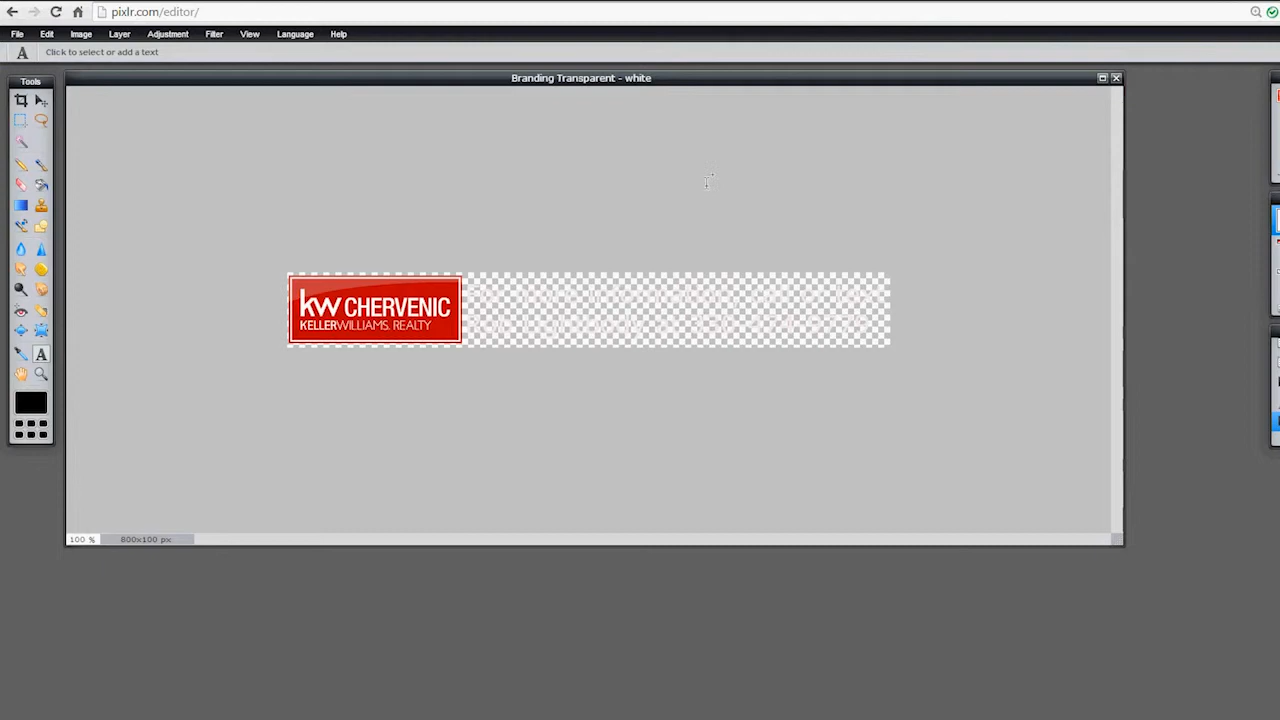 pixlr.com/editor/
File Edit Image Layer Adjustment Filter View Language Help
A Click to select or add a text
Tools
Branding Transparent - white
kw CHERVENIC
KELLERWILLIAMS. REALTY
A
100 % 800x100 px